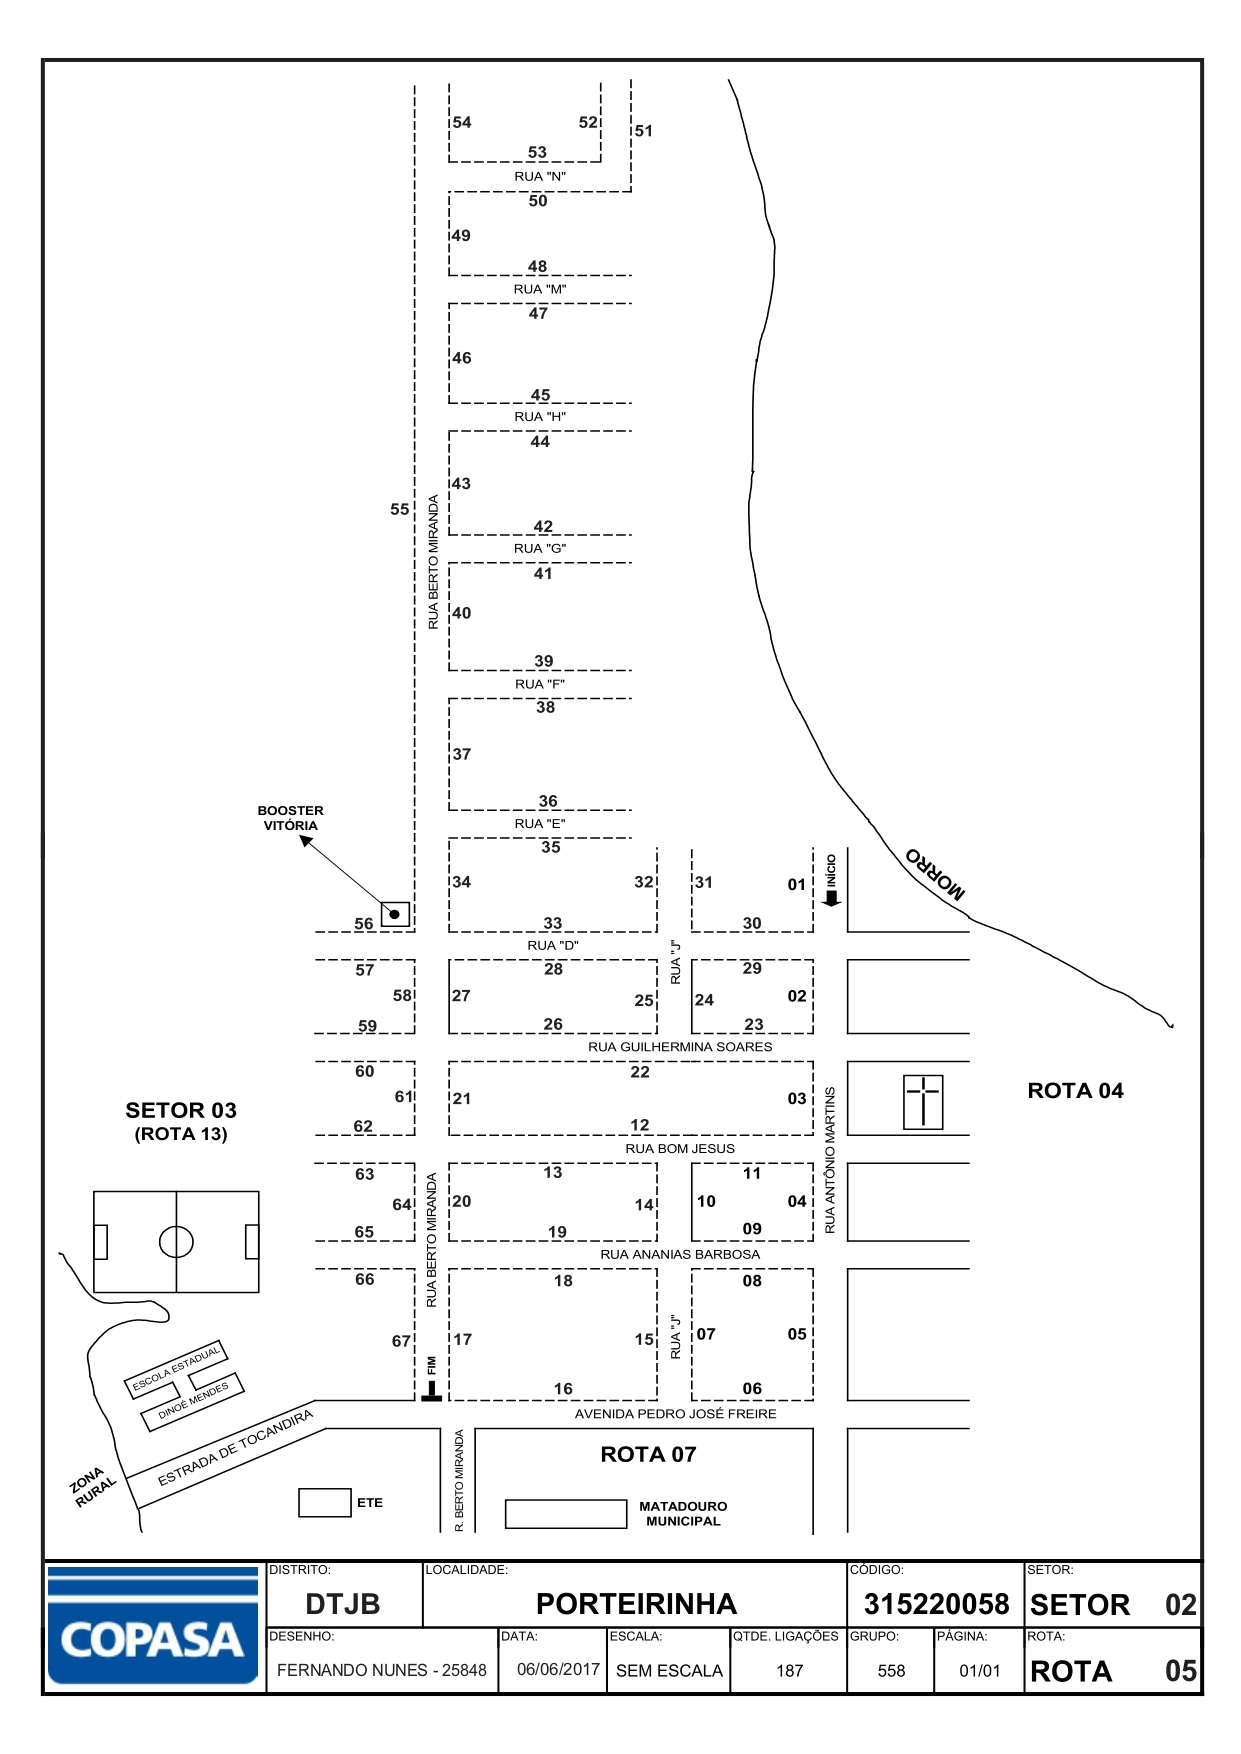 54
52
51
53
RUA "N"
50
49
48
RUA "M"
47
46
45
RUA "H"
44
43
55
RUA BERTO MIRANDA
42
RUA "G"
41
40
39
RUA "F"
38
37
36
BOOSTER
VITÓRIA
RUA "E"
35
34
32
31
01
INÍCIO
MORRO
56
33
30
RUA "D"
RUA "J"
57
28
29
58
27
25
24
02
59
26
23
RUA GUILHERMINA SOARES
60
22
61
21
03
ROTA 04
SETOR 03
(ROTA 13)
62
12
RUA BOM JESUS
RUA ANTÔNIO MARTINS
63
13
11
64
20
14
10
04
65
19
09
RUA BERTO MIRANDA
RUA ANANIAS BARBOSA
66
18
08
67
17
15
RUA "J"
07
05
FIM
16
06
ESCOLA ESTADUAL
DINOÉ MENDES
AVENIDA PEDRO JOSÉ FREIRE
ESTRADA DE TOCANDIRA
ZONA
RURAL
R. BERTO MIRANDA
ROTA 07
ETE
MATADOURO
MUNICIPAL
COPASA
DISTRITO:
DTJB
LOCALIDADE:
PORTEIRINHA
CÓDIGO:
315220058
SETOR:
SETOR 02
DESENHO:
FERNANDO NUNES - 25848
DATA:
06/06/2017
ESCALA:
SEM ESCALA
QTDE. LIGAÇÕES
187
GRUPO:
558
PÁGINA:
01/01
ROTA:
ROTA 05